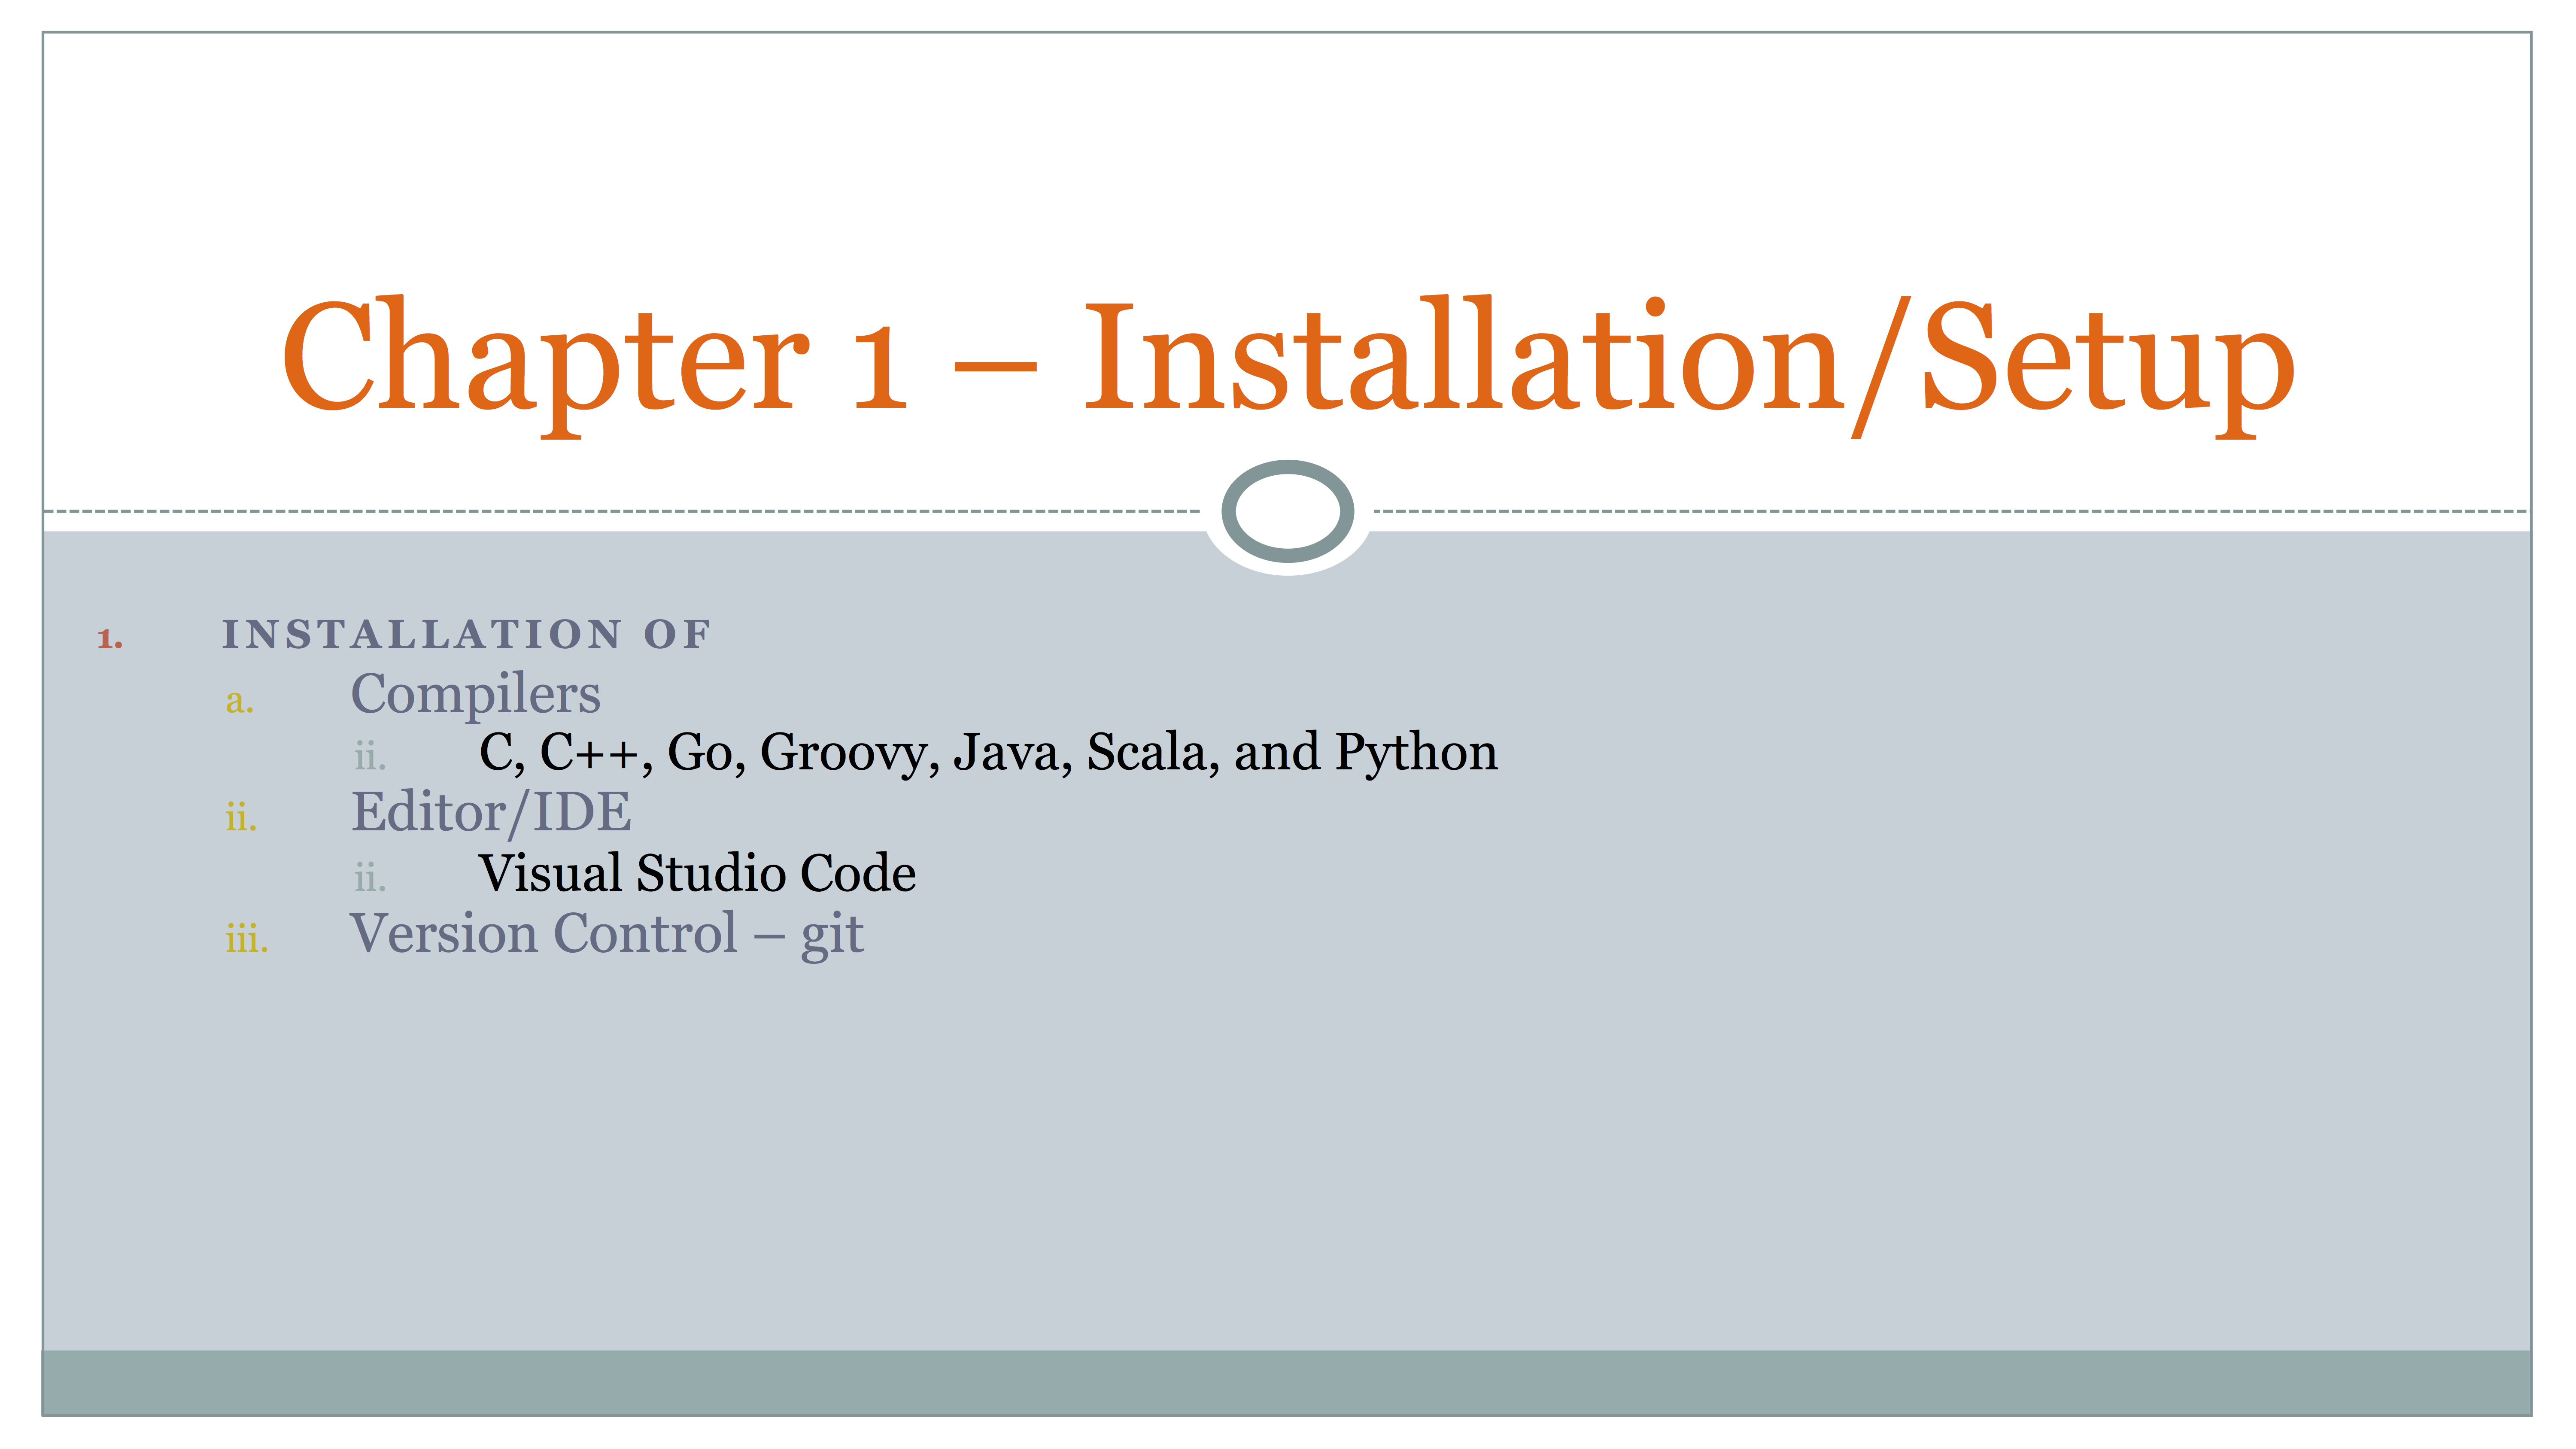 Chapter 1 – Installation/Setup
1. INSTALLATION OF
a. Compilers
ii. C, C++, Go, Groovy, Java, Scala, and Python
ii. Editor/IDE
ii. Visual Studio Code
iii. Version Control – git